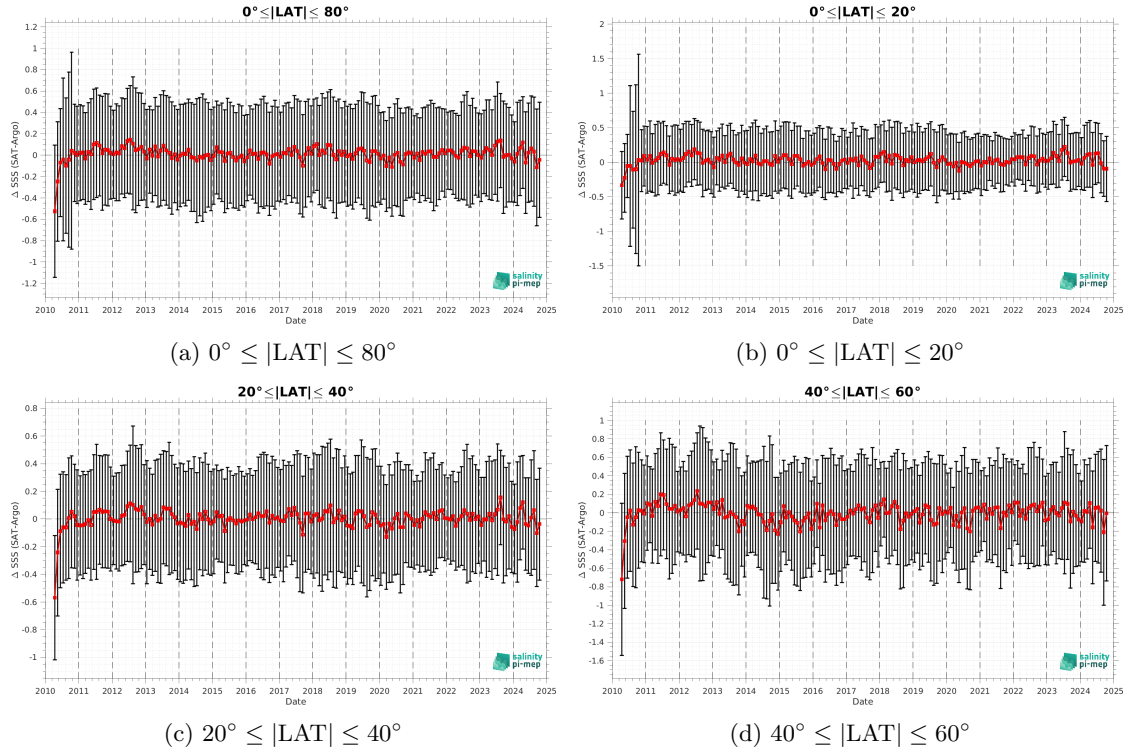 0°≤|LAT|≤ 80°
1.2
1
0.8
0.6
0.4
0.2
0
-0.2
-0.4
-0.6
-0.8
-1
-1.2
Δ SSS (SAT-Argo)
2010 2011 2012 2013 2014 2015 2016 2017 2018 2019 2020 2021 2022 2023 2024 2025
Date
salinity
pi-mep
(a) 0° ≤ |LAT| ≤ 80°
0°≤|LAT|≤ 20°
2
1.5
1
0.5
0
-0.5
-1
-1.5
Δ SSS (SAT-Argo)
2010 2011 2012 2013 2014 2015 2016 2017 2018 2019 2020 2021 2022 2023 2024 2025
Date
salinity
pi-mep
(b) 0° ≤ |LAT| ≤ 20°
20°≤|LAT|≤ 40°
0.8
0.6
0.4
0.2
0
-0.2
-0.4
-0.6
-0.8
-1
Δ SSS (SAT-Argo)
2010 2011 2012 2013 2014 2015 2016 2017 2018 2019 2020 2021 2022 2023 2024 2025
Date
salinity
pi-mep
(c) 20° ≤ |LAT| ≤ 40°
40°≤|LAT|≤ 60°
1
0.8
0.6
0.4
0.2
0
-0.2
-0.4
-0.6
-0.8
-1
-1.2
-1.4
-1.6
Δ SSS (SAT-Argo)
2010 2011 2012 2013 2014 2015 2016 2017 2018 2019 2020 2021 2022 2023 2024 2025
Date
salinity
pi-mep
(d) 40° ≤ |LAT| ≤ 60°